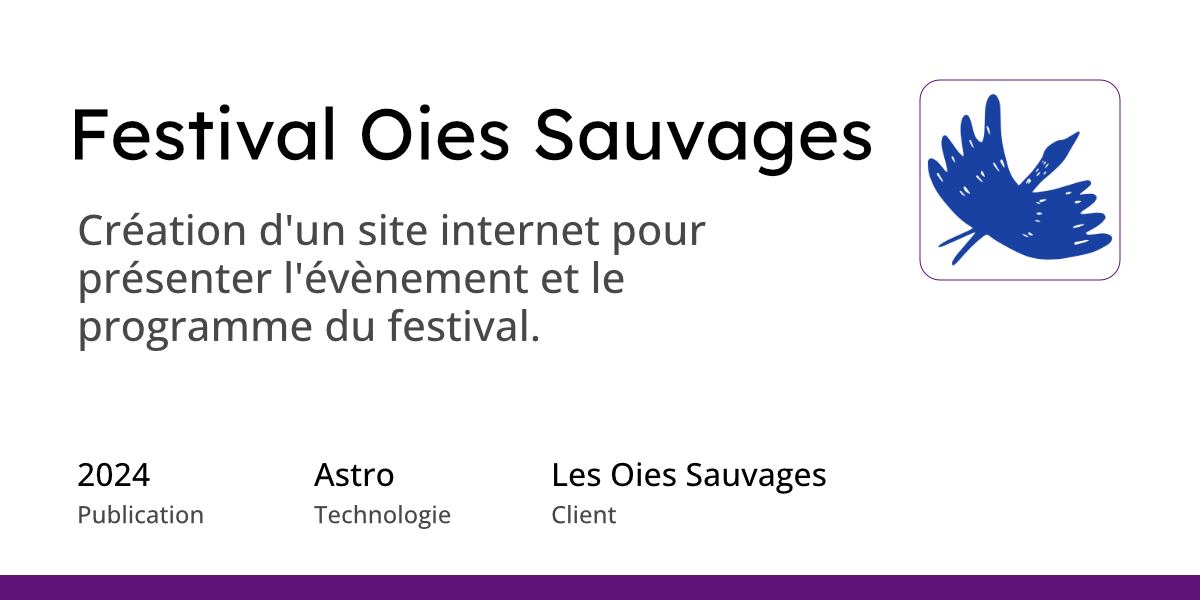 Festival Oies Sauvages
Création d'un site internet pour
présenter l'évènement et le
programme du festival.
2024
Publication
Astro
Technologie
Les Oies Sauvages
Client